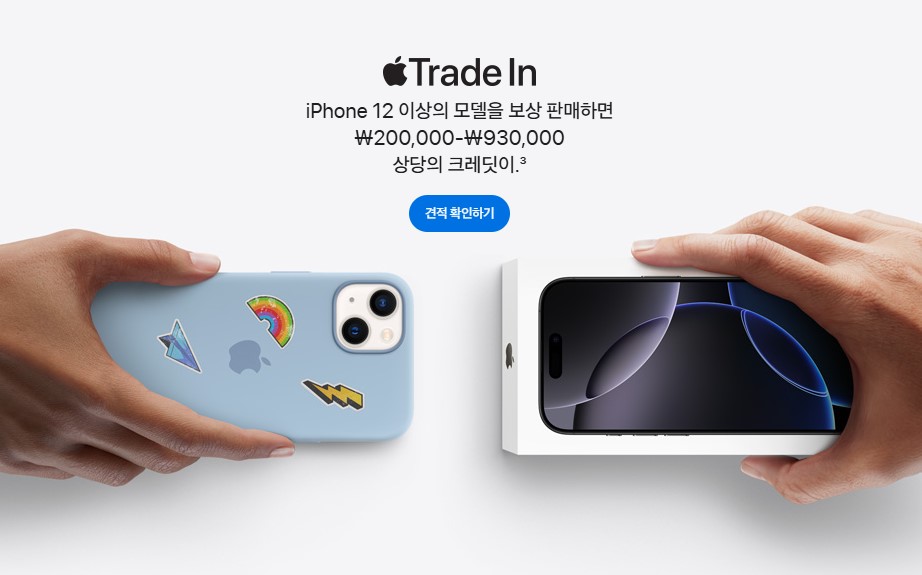 Trade In
iPhone 12 이상의 모델을 보상 판매하면
₩200,000-₩930,000
상당의 크레딧이.³
견적 확인하기